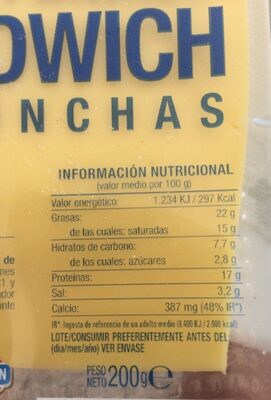 DWICH
NCHAS
INFORMACIÓN NUTRICIONAL
(valor medio por 100 g)
Valor energético: 1.234 KJ / 297 Kcal
Grasas: 22 g
de las cuales: saturadas 15 g
Hidratos de carbono: 7,7 g
de los cuales: azúcares 2,8 g
Proteínas: 17 g
Sal: 3,2 g
Calcio: 387 mg (48% IR*)
IR*: Ingesta de referencia de un adulto medio (8.400 KJ / 2.000 kcal)
LOTE/CONSUMIR PREFERENTEMENTE ANTES DEL:
(día/mes/año) VER ENVASE
PESO NETO 200g℮